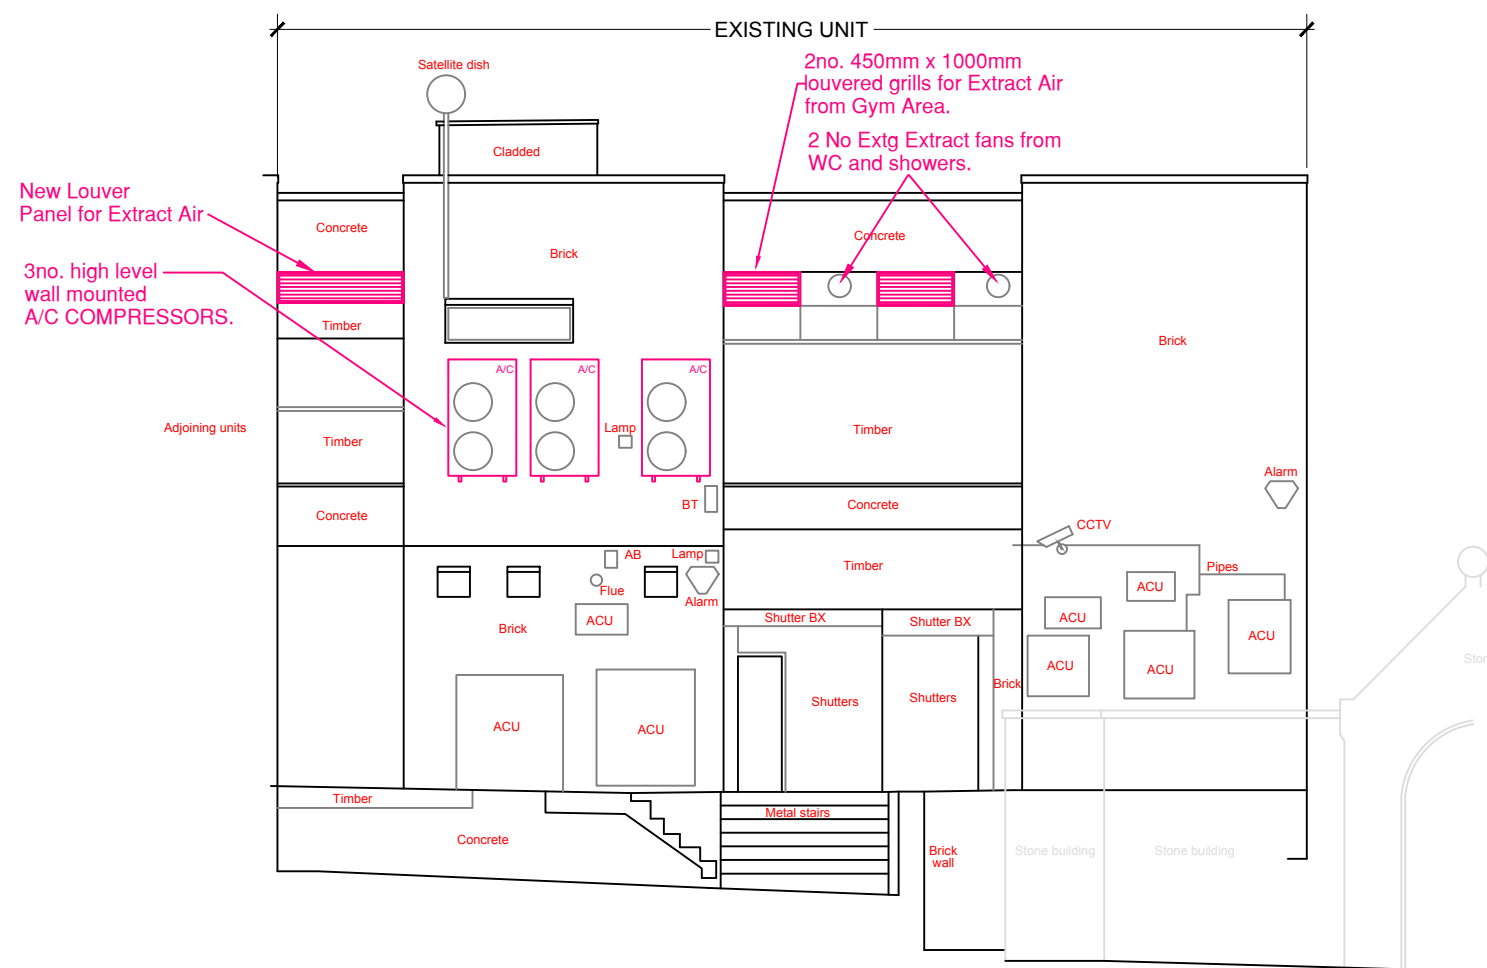 EXISTING UNIT
Satellite dish
2no. 450mm x 1000mm
louvered grills for Extract Air
from Gym Area.
2 No Extg Extract fans from
WC and showers.
Cladded
New Louver
Panel for Extract Air
Concrete
Brick
Concrete
3no. high level
wall mounted
A/C COMPRESSORS.
Timber
Brick
A/C
A/C
A/C
Adjoining units
Timber
Lamp
Timber
Alarm
BT
Concrete
Concrete
CCTV
AB
Lamp
Timber
Pipes
Flue
Alarm
ACU
Brick
ACU
Shutter BX
Shutter BX
ACU
ACU
ACU
ACU
Brick
Shutters
Shutters
ACU
ACU
Timber
Metal stairs
Concrete
Brick
wall
Stone building
Stone building